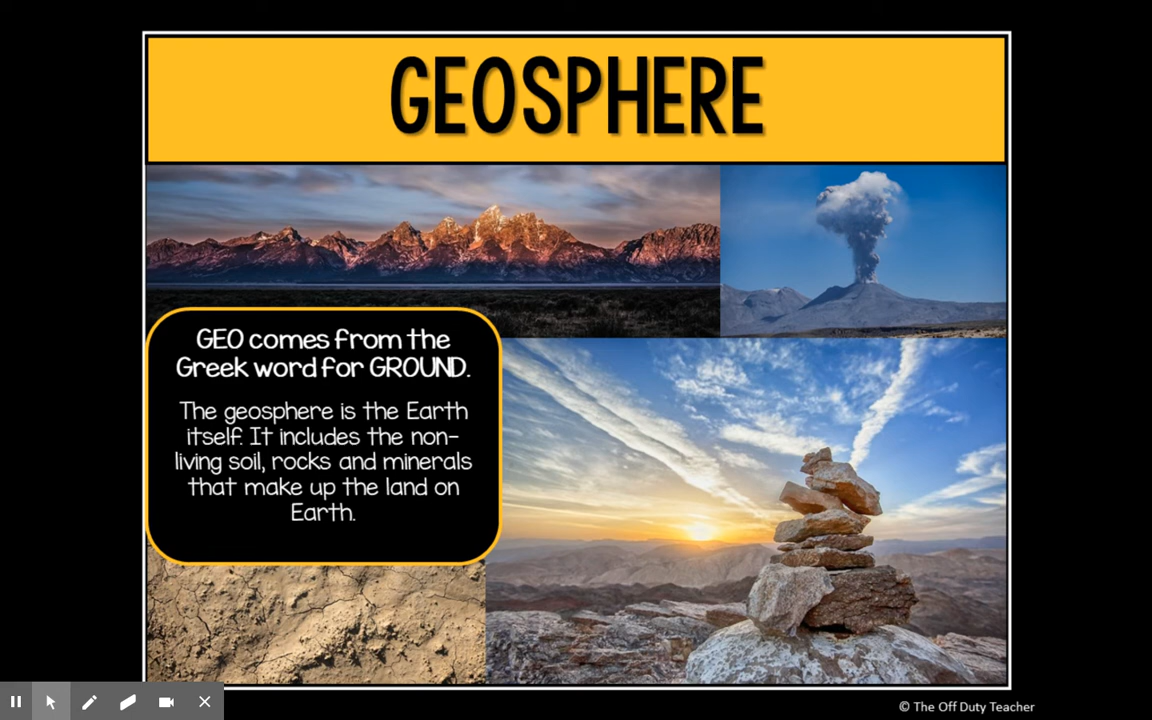 GEOSPHERE
GEO comes from the
Greek word for GROUND.
The geosphere is the Earth
itself. It includes the non-
living soil, rocks and minerals
that make up the land on
Earth.
© The Off Duty Teacher